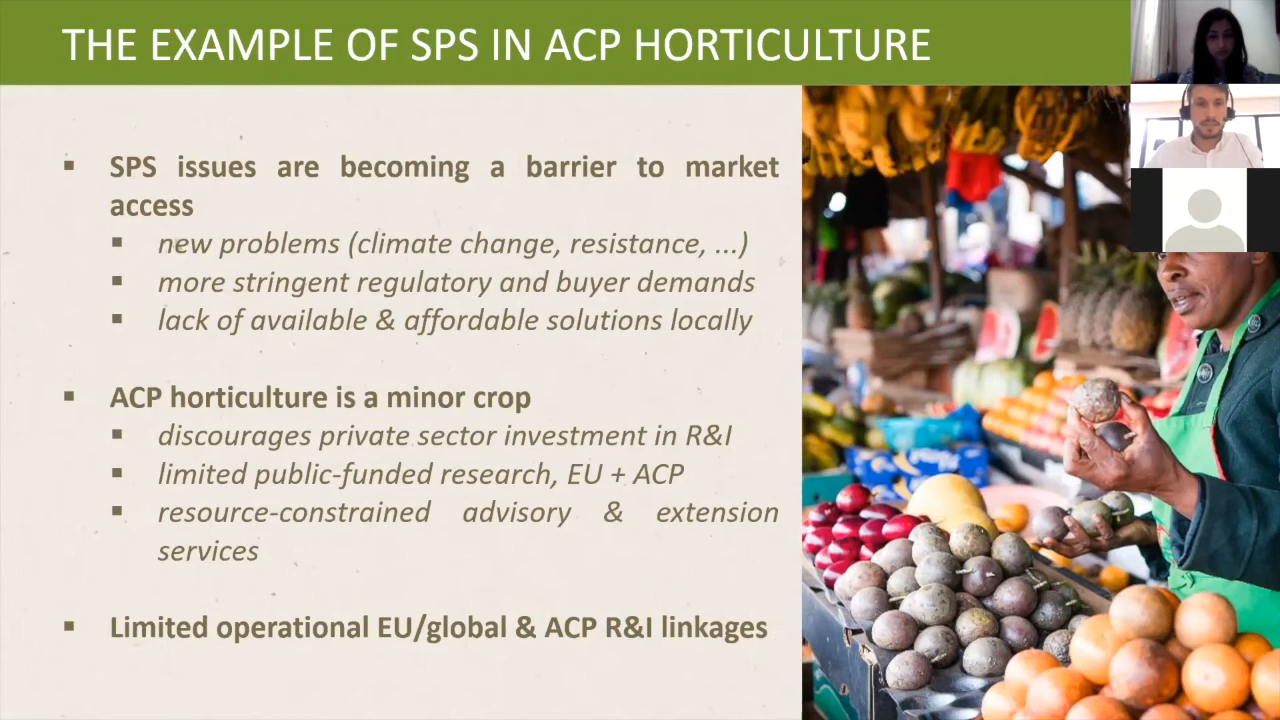 THE EXAMPLE OF SPS IN ACP HORTICULTURE
▪ SPS issues are becoming a barrier to market
access
▪ new problems (climate change, resistance, ...)
▪ more stringent regulatory and buyer demands
▪ lack of available & affordable solutions locally
▪ ACP horticulture is a minor crop
▪ discourages private sector investment in R&I
▪ limited public-funded research, EU + ACP
▪ resource-constrained advisory & extension
services
▪ Limited operational EU/global & ACP R&I linkages